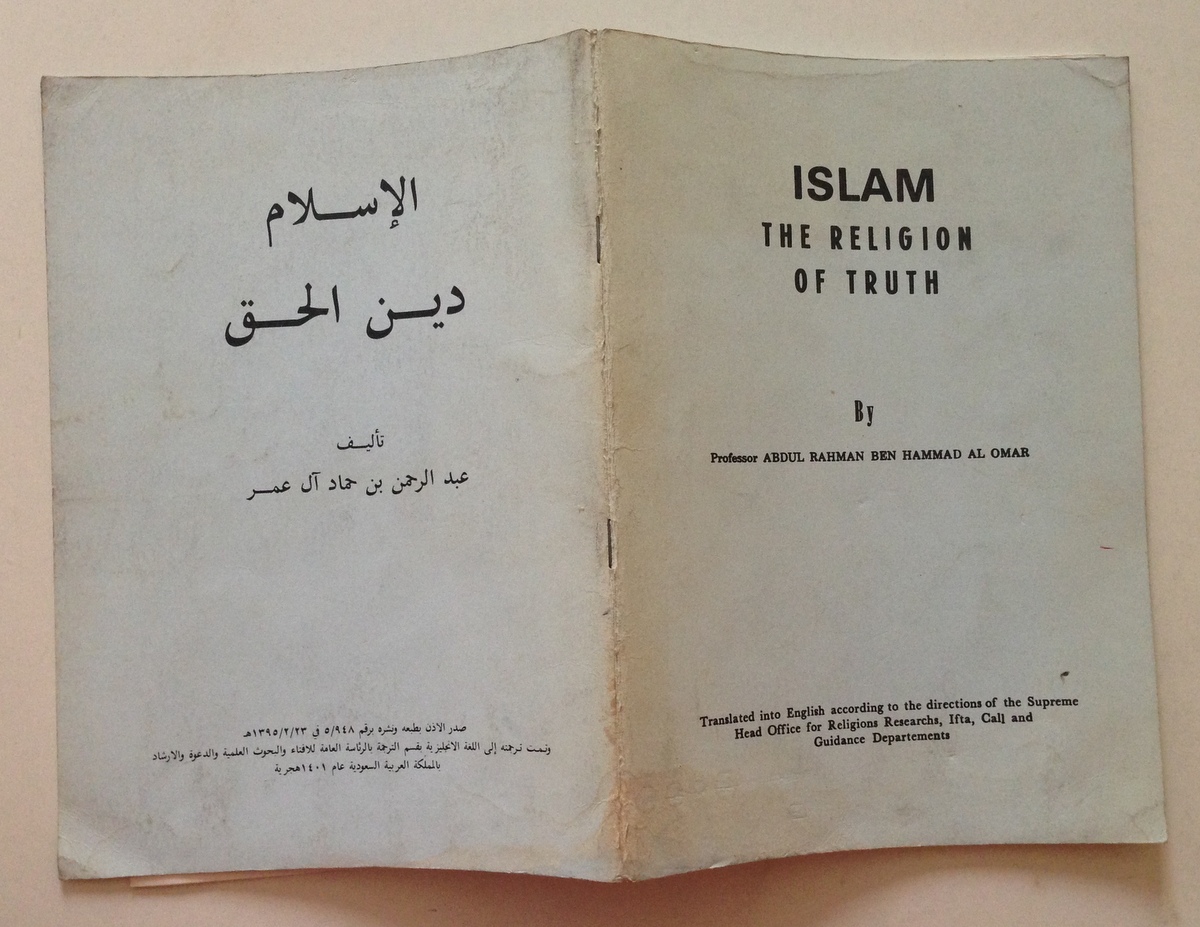 الإسلام
دين الحق
تأليف
عبد الرحمن بن حماد آل عمر
صدر الاذن بطبعه ونشره برقم ٥/٩٤٨ في ١٣٩٥/٢/٢٣هـ
وتمت ترجمته إلى اللغة الانجليزية بقسم الترجمة بالرئاسة العامة للافتاء والبحوث العلمية والدعوة والارشاد
بالمملكة العربية السعودية عام ١٤٠١هجرية
ISLAM
THE RELIGION
OF TRUTH
By
Professor ABDUL RAHMAN BEN HAMMAD AL OMAR
Translated into English according to the directions of the Supreme
Head Office for Religions Researchs, Ifta, Call and
Guidance Departements